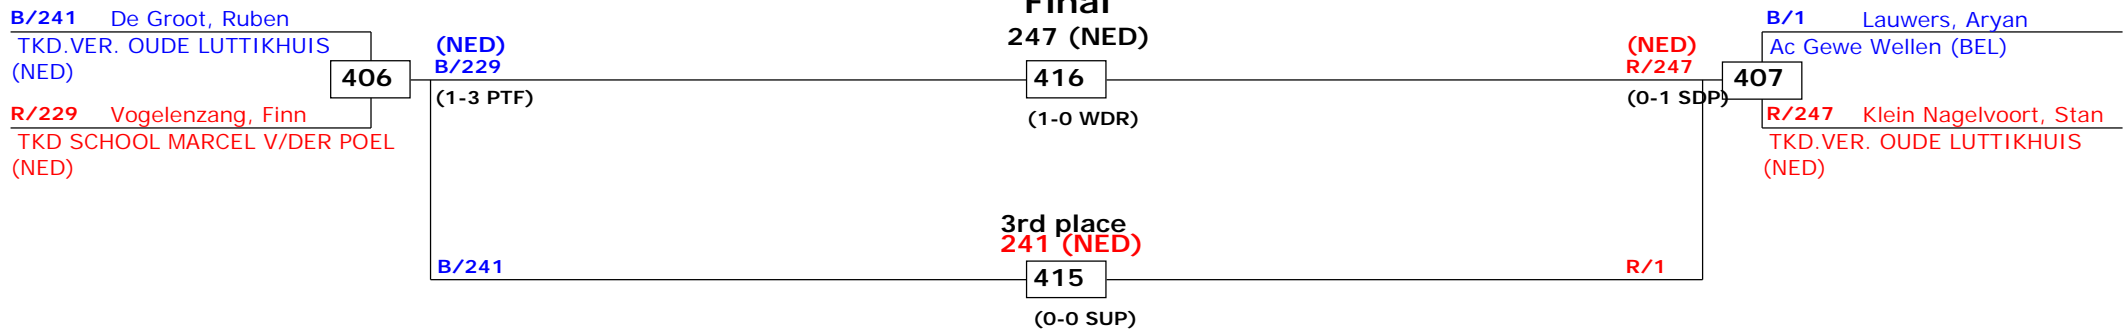 Final
247 (NED)
B/241 De Groot, Ruben
TKD.VER. OUDE LUTTIKHUIS
(NED)
406
R/229 Vogelenzang, Finn
TKD SCHOOL MARCEL V/DER POEL
(NED)
(NED)
B/229
(1-3 PTF)
416
(1-0 WDR)
(NED)
R/247
(0-1 SDP)
B/1 Lauwers, Aryan
Ac Gewe Wellen (BEL)
407
R/247 Klein Nagelvoort, Stan
TKD.VER. OUDE LUTTIKHUIS
(NED)
3rd place
241 (NED)
B/241
415
R/1
(0-0 SUP)